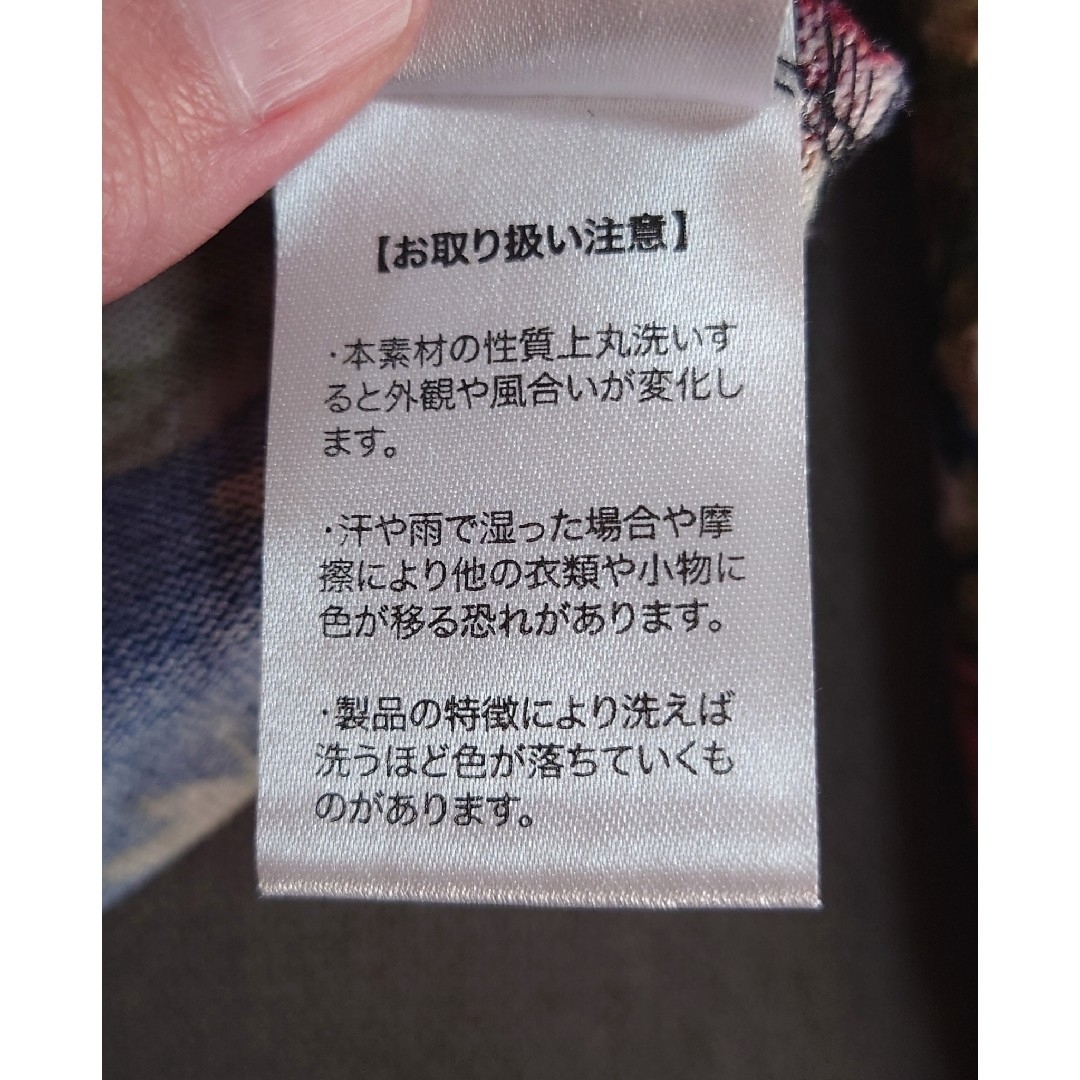 【お取り扱い注意】
·本素材の性質上丸洗いす
ると外観や風合いが変化し
ます。
·汗や雨で湿った場合や摩
擦により他の衣類や小物に
色が移る恐れがあります。
·製品の特徴により洗えば
洗うほど色が落ちていくも
のがあります。